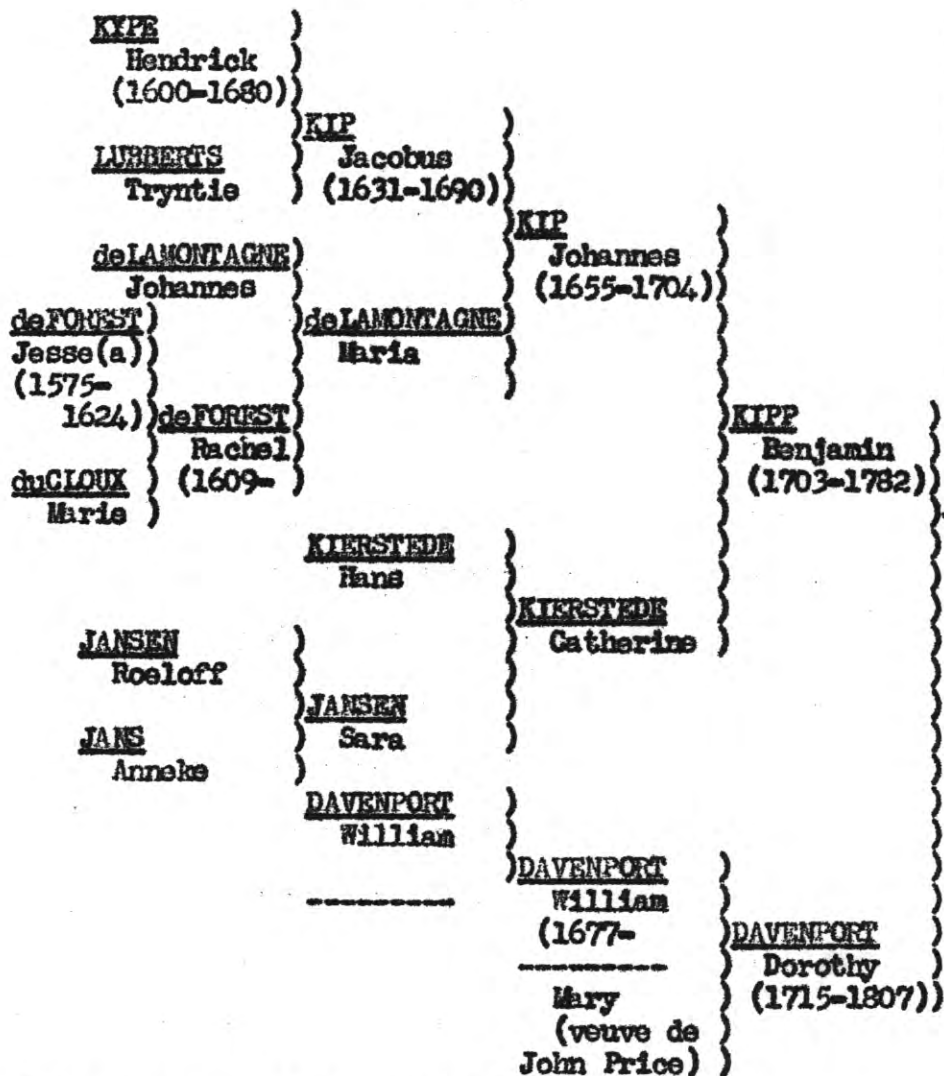 KYPE
Hendrick
(1600-1680)
KIP
LUBBERTS
Jacobus
Tryntie
(1631-1690)
KIP
deLAMONTAGNE
Johannes
Johannes
(1655-1704)
deFOREST
deLAMONTAGNE
Jesse(a)
Maria
(1575-
1624)
deFOREST
KIPP
Rachel
Benjamin
duCLOUX
(1609-
(1703-1782)
Marie
KIERSTEDE
Hans
KIERSTEDE
JANSEN
Catherine
Roeloff
JANSEN
JANS
Sara
Anneke
DAVENPORT
William
DAVENPORT
----------
William
(1677-
DAVENPORT
----------
Dorothy
Mary
(1715-1807)
(veuve de
John Price)